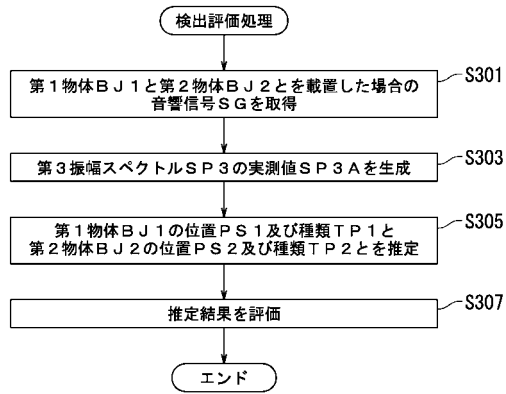 検出評価処理
第1物体BJ1と第2物体BJ2とを載置した場合の
音響信号SGを取得
S301
第3振幅スペクトルSP3の実測値SP3Aを生成
S303
第1物体BJ1の位置PS1及び種類TP1と
第2物体BJ2の位置PS2及び種類TP2とを推定
S305
推定結果を評価
S307
エンド